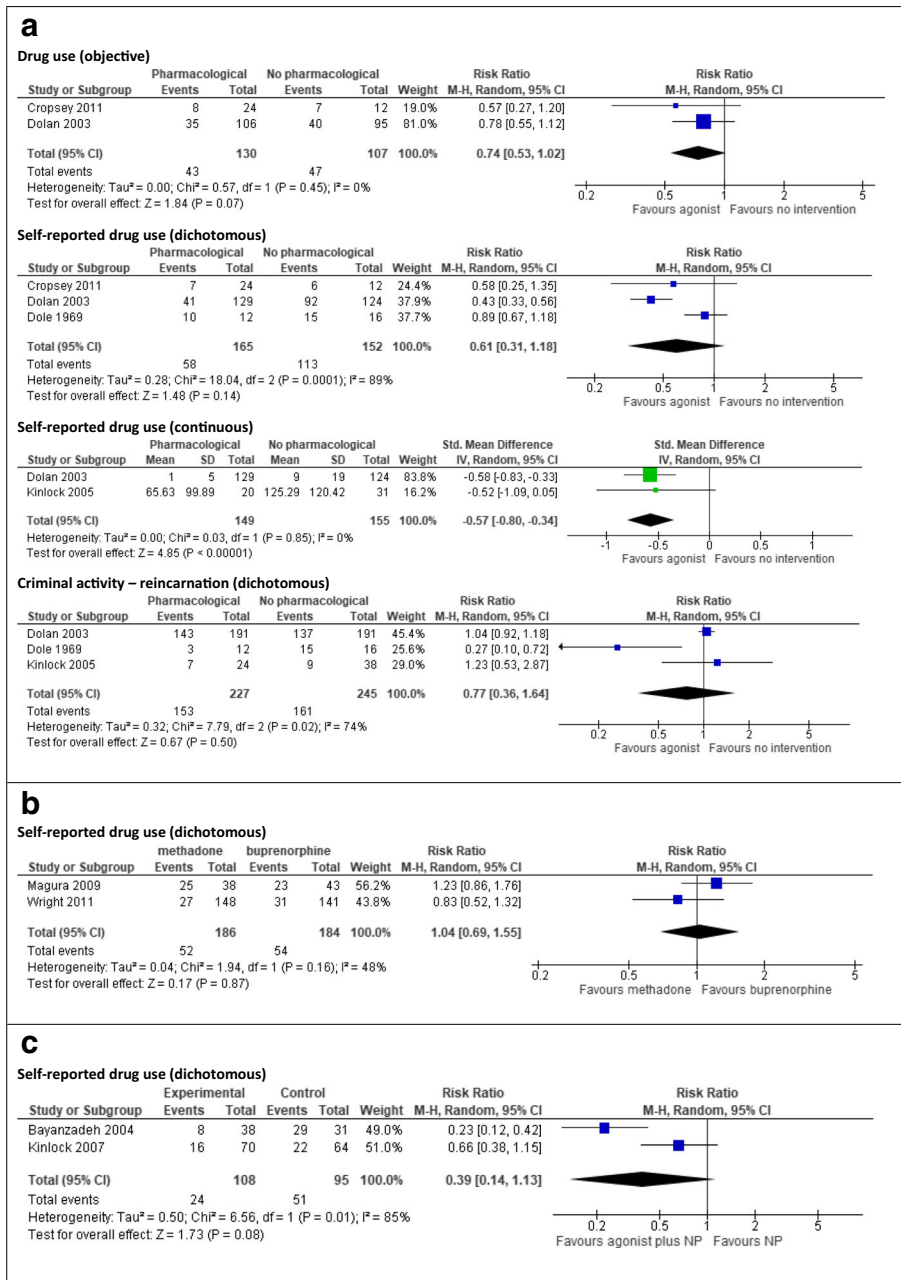 a
Drug use (objective)
Pharmacological No pharmacological Risk Ratio Risk Ratio
Study or Subgroup Events Total Events Total Weight M-H, Random, 95% CI M-H, Random, 95% CI
Cropsey 2011 8 24 7 12 19.0% 0.57 [0.27, 1.20]
Dolan 2003 35 106 40 95 81.0% 0.78 [0.55, 1.12]
Total (95% CI) 130 107 100.0% 0.74 [0.53, 1.02]
Total events 43 47
Heterogeneity: Tau² = 0.00; Chi² = 0.57, df = 1 (P = 0.45); I² = 0%
Test for overall effect: Z = 1.84 (P = 0.07)
0.2 0.5 1 2 5
Favours agonist Favours no intervention
Self-reported drug use (dichotomous)
Pharmacological No pharmacological Risk Ratio Risk Ratio
Study or Subgroup Events Total Events Total Weight M-H, Random, 95% CI M-H, Random, 95% CI
Cropsey 2011 7 24 6 12 24.4% 0.58 [0.25, 1.35]
Dolan 2003 41 129 92 124 37.9% 0.43 [0.33, 0.56]
Dole 1969 10 12 15 16 37.7% 0.89 [0.67, 1.18]
Total (95% CI) 165 152 100.0% 0.61 [0.31, 1.18]
Total events 58 113
Heterogeneity: Tau² = 0.28; Chi² = 18.04, df = 2 (P = 0.0001); I² = 89%
Test for overall effect: Z = 1.48 (P = 0.14)
0.2 0.5 1 2 5
Favours agonist Favours no intervention
Self-reported drug use (continuous)
Pharmacological No pharmacological Std. Mean Difference Std. Mean Difference
Study or Subgroup Mean SD Total Mean SD Total Weight IV, Random, 95% CI IV, Random, 95% CI
Dolan 2003 1 5 129 9 19 124 83.8% -0.58 [-0.83, -0.33]
Kinlock 2005 65.63 99.89 20 125.29 120.42 31 16.2% -0.52 [-1.09, 0.05]
Total (95% CI) 149 155 100.0% -0.57 [-0.80, -0.34]
Heterogeneity: Tau² = 0.00; Chi² = 0.03, df = 1 (P = 0.85); I² = 0%
Test for overall effect: Z = 4.85 (P < 0.00001)
-1 -0.5 0 0.5 1
Favours agonist Favours no intervention
Criminal activity – reincarnation (dichotomous)
Pharmacological No pharmacological Risk Ratio Risk Ratio
Study or Subgroup Events Total Events Total Weight M-H, Random, 95% CI M-H, Random, 95% CI
Dolan 2003 143 191 137 191 45.4% 1.04 [0.92, 1.18]
Dole 1969 3 12 15 16 25.6% 0.27 [0.10, 0.72]
Kinlock 2005 7 24 9 38 29.0% 1.23 [0.53, 2.87]
Total (95% CI) 227 245 100.0% 0.77 [0.36, 1.64]
Total events 153 161
Heterogeneity: Tau² = 0.32; Chi² = 7.79, df = 2 (P = 0.02); I² = 74%
Test for overall effect: Z = 0.67 (P = 0.50)
0.2 0.5 1 2 5
Favours agonist Favours no intervention
b
Self-reported drug use (dichotomous)
methadone buprenorphine Risk Ratio Risk Ratio
Study or Subgroup Events Total Events Total Weight M-H, Random, 95% CI M-H, Random, 95% CI
Magura 2009 25 38 23 43 56.2% 1.23 [0.86, 1.76]
Wright 2011 27 148 31 141 43.8% 0.83 [0.52, 1.32]
Total (95% CI) 186 184 100.0% 1.04 [0.69, 1.55]
Total events 52 54
Heterogeneity: Tau² = 0.04; Chi² = 1.94, df = 1 (P = 0.16); I² = 48%
Test for overall effect: Z = 0.17 (P = 0.87)
0.2 0.5 1 2 5
Favours methadone Favours buprenorphine
c
Self-reported drug use (dichotomous)
Experimental Control Risk Ratio Risk Ratio
Study or Subgroup Events Total Events Total Weight M-H, Random, 95% CI M-H, Random, 95% CI
Bayanzadeh 2004 8 38 29 31 49.0% 0.23 [0.12, 0.42]
Kinlock 2007 16 70 22 64 51.0% 0.66 [0.38, 1.15]
Total (95% CI) 108 95 100.0% 0.39 [0.14, 1.13]
Total events 24 51
Heterogeneity: Tau² = 0.50; Chi² = 6.56, df = 1 (P = 0.01); I² = 85%
Test for overall effect: Z = 1.73 (P = 0.08)
0.2 0.5 1 2 5
Favours agonist plus NP Favours NP